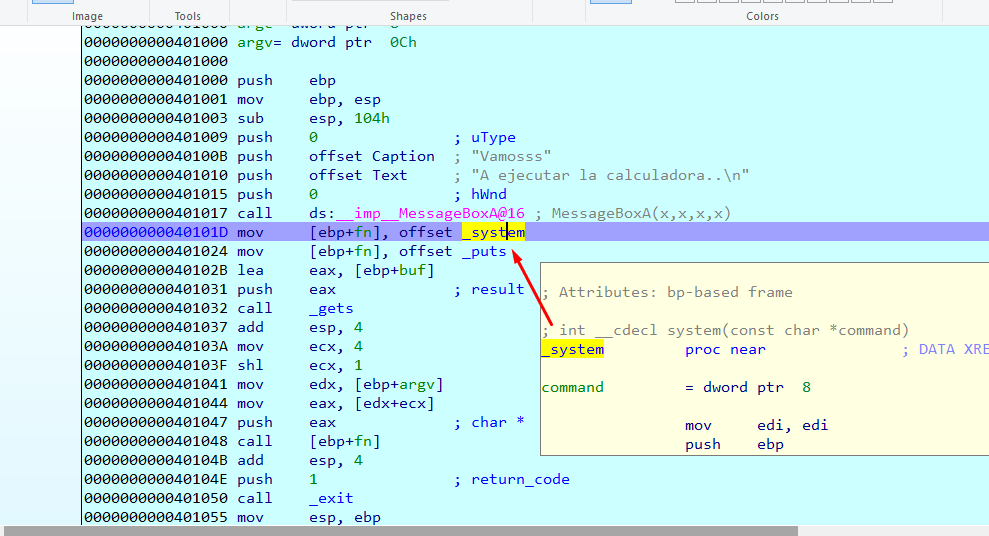 Image Tools Shapes Colors
0000000000401000 argv= dword ptr  0Ch
0000000000401000
0000000000401000 push    ebp
0000000000401001 mov     ebp, esp
0000000000401003 sub     esp, 104h
0000000000401009 push    0               ; uType
000000000040100B push    offset Caption  ; "Vamosss"
0000000000401010 push    offset Text     ; "A ejecutar la calculadora..\n"
0000000000401015 push    0               ; hWnd
0000000000401017 call    ds:__imp__MessageBoxA@16 ; MessageBoxA(x,x,x,x)
000000000040101D mov     [ebp+fn], offset _system
0000000000401024 mov     [ebp+fn], offset _puts
000000000040102B lea     eax, [ebp+buf]
0000000000401031 push    eax             ; result
0000000000401032 call    _gets
0000000000401037 add     esp, 4
000000000040103A mov     ecx, 4
000000000040103F shl     ecx, 1
0000000000401041 mov     edx, [ebp+argv]
0000000000401044 mov     eax, [edx+ecx]
0000000000401047 push    eax             ; char *
0000000000401048 call    [ebp+fn]
000000000040104B add     esp, 4
000000000040104E push    1               ; return_code
0000000000401050 call    _exit
0000000000401055 mov     esp, ebp
; Attributes: bp-based frame
; int __cdecl system(const char *command)
_system         proc near               ; DATA XRE
command         = dword ptr  8
mov     edi, edi
push    ebp